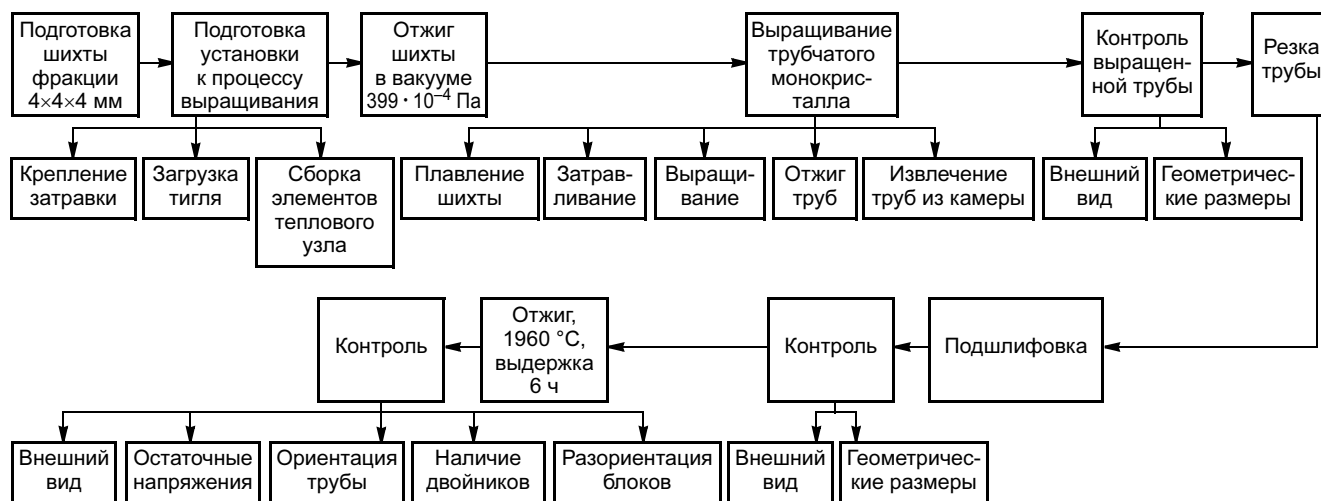 Подготовка
шихты
фракции
4×4×4 мм
Подготовка
установки
к процессу
выращивания
Отжиг
шихты
в вакууме
399 · 10⁻⁴ Па
Выращивание
трубчатого
монокрис-
талла
Контроль
выращен-
ной трубы
Резка
трубы
Крепление
затравки
Загрузка
тигля
Сборка
элементов
теплового
узла
Плавление
шихты
Затрав-
ливание
Выращи-
вание
Отжиг
труб
Извлечение
труб из камеры
Внешний
вид
Геометричес-
кие размеры
Контроль
Отжиг,
1960 °С,
выдержка
6 ч
Контроль
Подшлифовка
Внешний
вид
Остаточные
напряжения
Ориентация
трубы
Наличие
двойников
Разориентация
блоков
Внешний
вид
Геометричес-
кие размеры